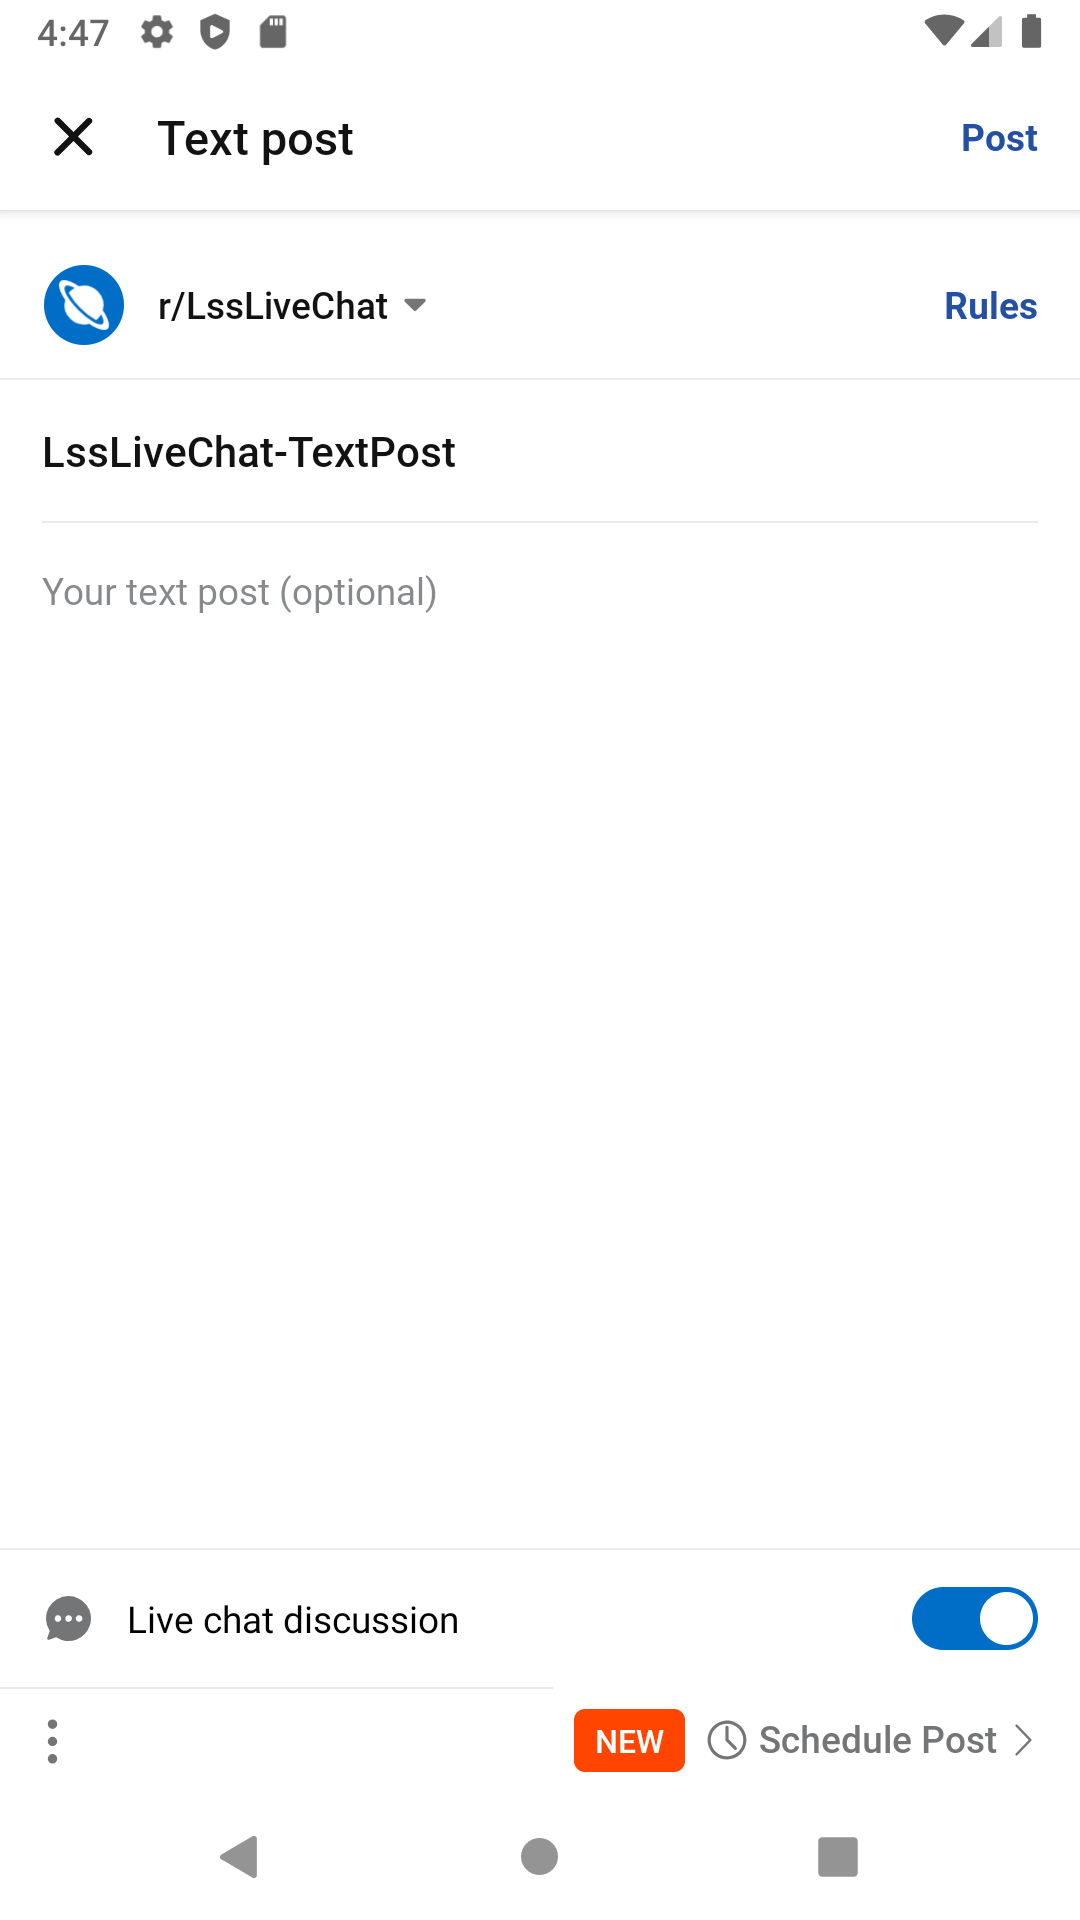 4:47
Text post
Post
r/LssLiveChat
Rules
LssLiveChat-TextPost
Your text post (optional)
Live chat discussion
NEW
Schedule Post